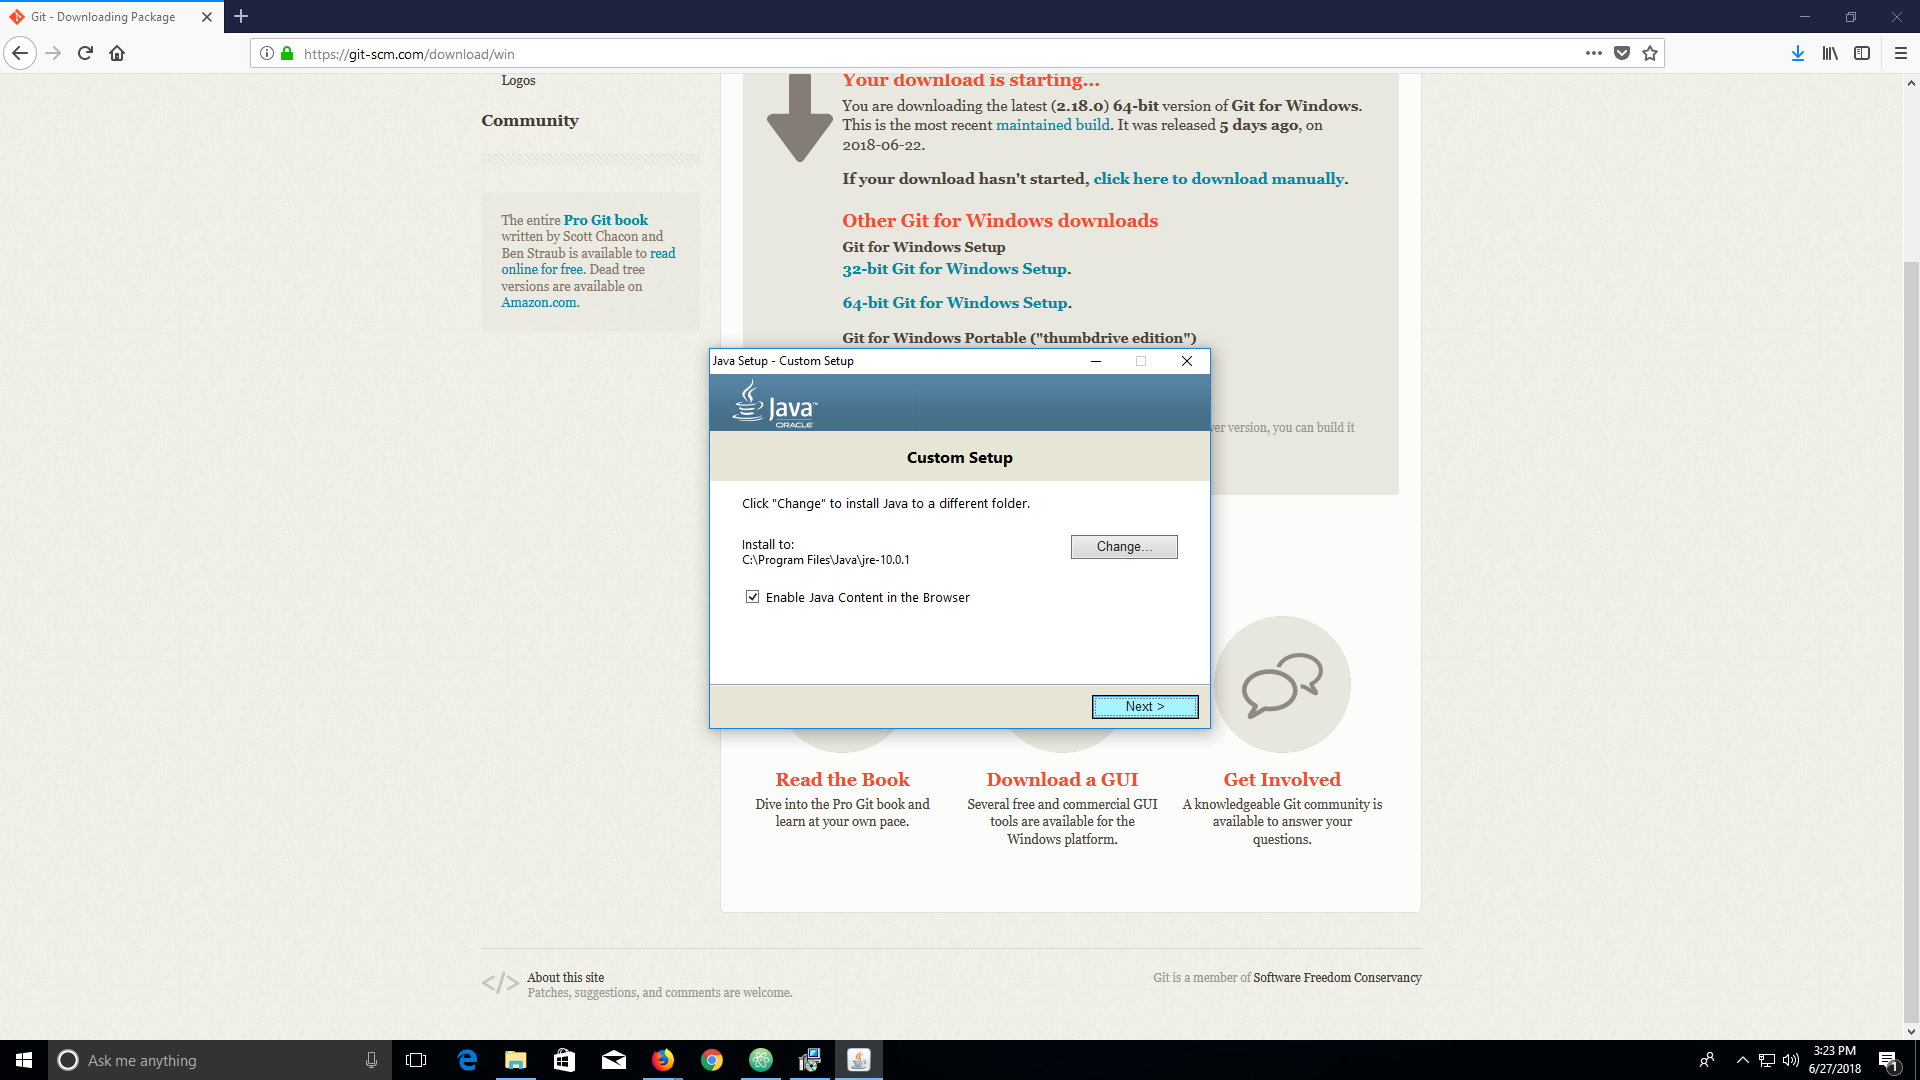 Git - Downloading Package
https://git-scm.com/download/win
Logos
Community
The entire Pro Git book
written by Scott Chacon and
Ben Straub is available to read
online for free. Dead tree
versions are available on
Amazon.com.
Your download is starting...
You are downloading the latest (2.18.0) 64-bit version of Git for Windows.
This is the most recent maintained build. It was released 5 days ago, on
2018-06-22.
If your download hasn't started, click here to download manually.
Other Git for Windows downloads
Git for Windows Setup
32-bit Git for Windows Setup.
64-bit Git for Windows Setup.
Git for Windows Portable ("thumbdrive edition")
version, you can build it
Java Setup - Custom Setup
Java™
ORACLE
Custom Setup
Click "Change" to install Java to a different folder.
Install to:
C:\Program Files\Java\jre-10.0.1
Change...
Enable Java Content in the Browser
Next >
Read the Book
Dive into the Pro Git book and
learn at your own pace.
Download a GUI
Several free and commercial GUI
tools are available for the
Windows platform.
Get Involved
A knowledgeable Git community is
available to answer your
questions.
</> About this site
Patches, suggestions, and comments are welcome.
Git is a member of Software Freedom Conservancy
Ask me anything
3:23 PM
6/27/2018
1